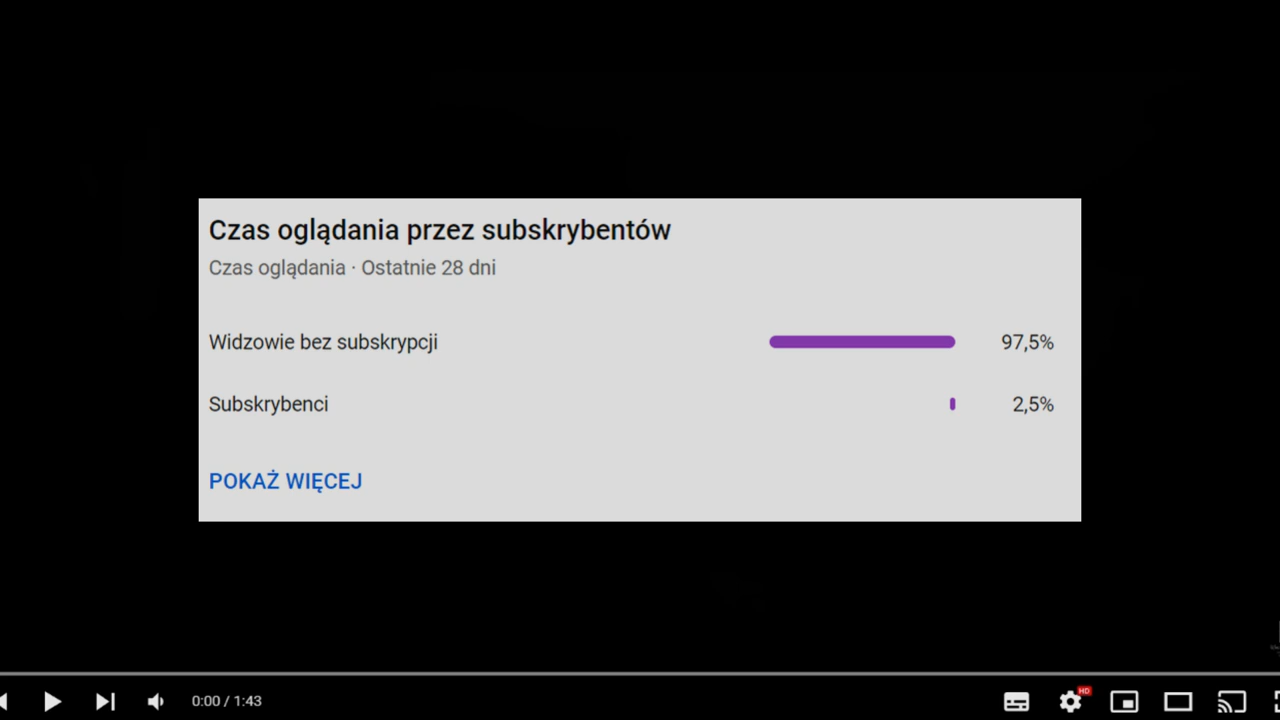 Czas oglądania przez subskrybentów
Czas oglądania · Ostatnie 28 dni
Widzowie bez subskrypcji 97,5%
Subskrybenci 2,5%
POKAŻ WIĘCEJ
0:00 / 1:43
HD